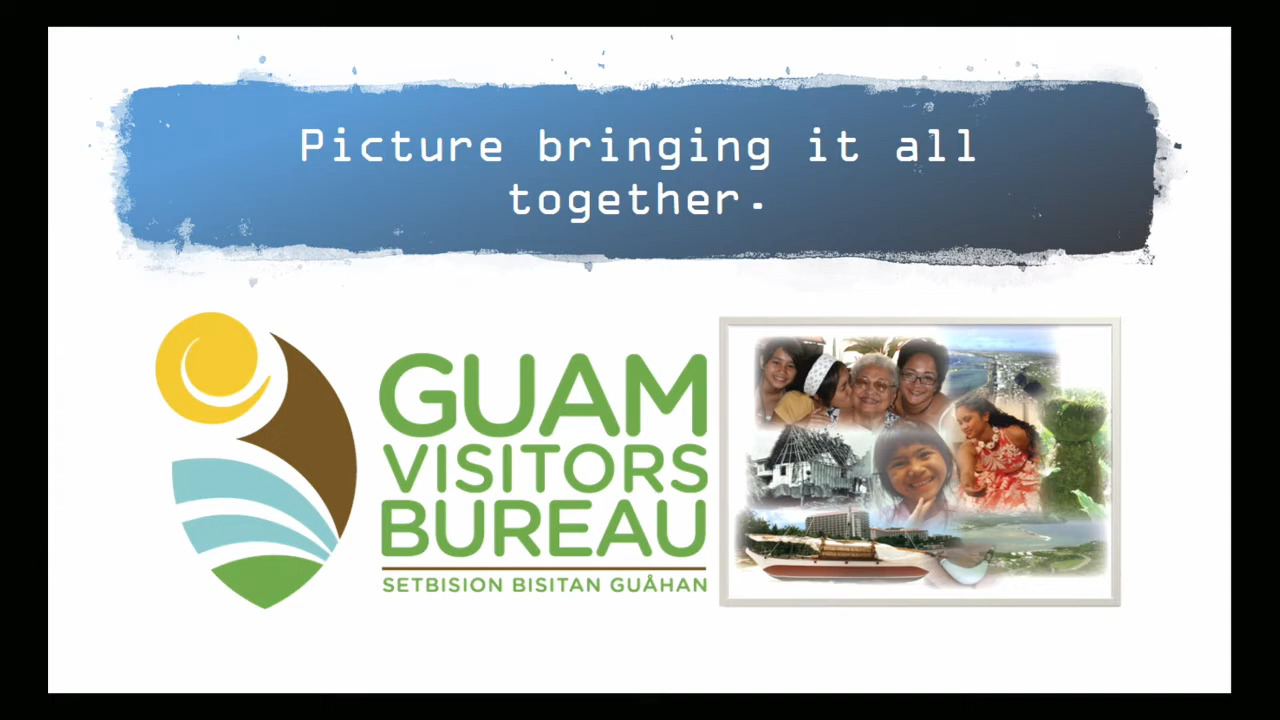 Picture bringing it all
together.
GUAM
VISITORS
BUREAU
SETBISION BISITAN GUÅHAN